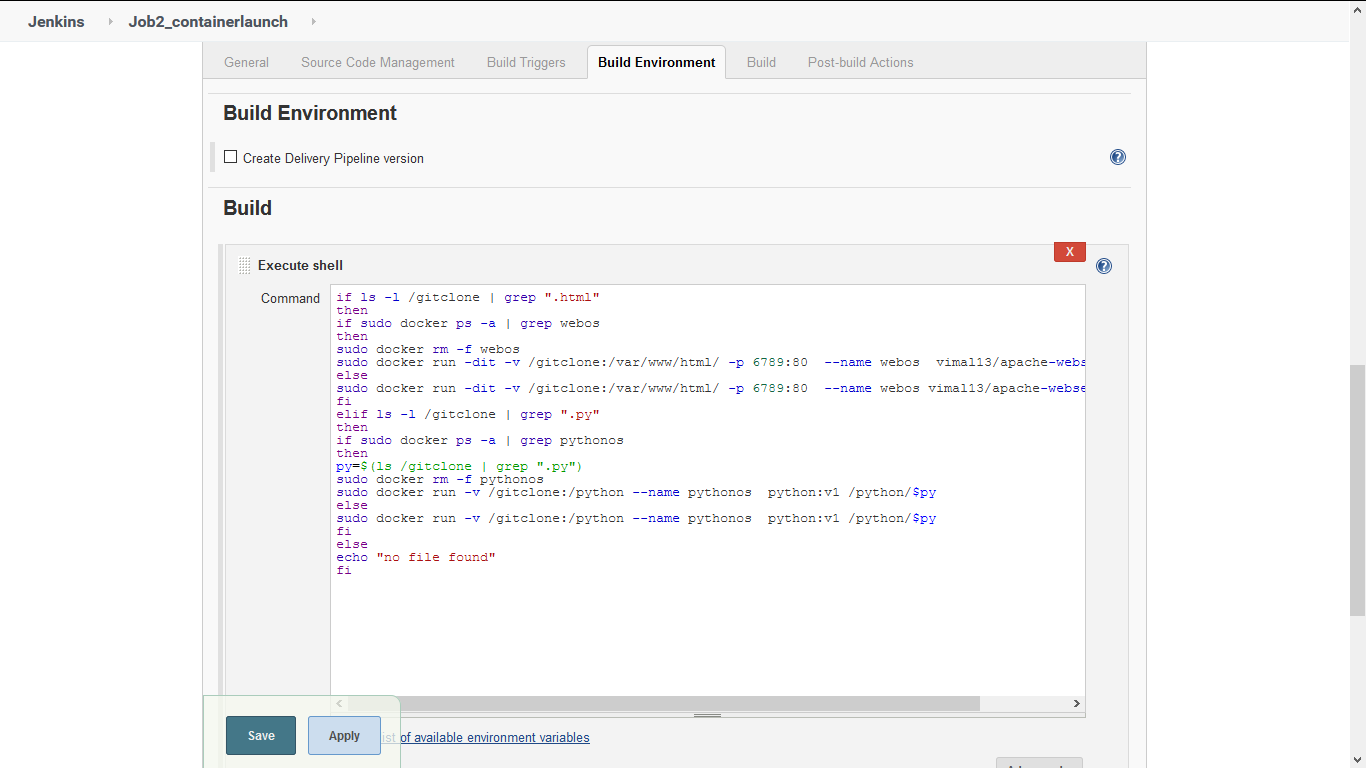 Jenkins Job2_containerlaunch
General Source Code Management Build Triggers Build Environment Build Post-build Actions
Build Environment
Create Delivery Pipeline version
Build
X
Execute shell
Command
if ls -l /gitclone | grep ".html"
then
if sudo docker ps -a | grep webos
then
sudo docker rm -f webos
sudo docker run -dit -v /gitclone:/var/www/html/ -p 6789:80  --name webos  vimal13/apache-webs
else
sudo docker run -dit -v /gitclone:/var/www/html/ -p 6789:80  --name webos vimal13/apache-webse
fi
elif ls -l /gitclone | grep ".py"
then
if sudo docker ps -a | grep pythonos
then
py=$(ls /gitclone | grep ".py")
sudo docker rm -f pythonos
sudo docker run -v /gitclone:/python --name pythonos  python:v1 /python/$py
else
sudo docker run -v /gitclone:/python --name pythonos  python:v1 /python/$py
fi
else
echo "no file found"
fi
Save Apply
list of available environment variables